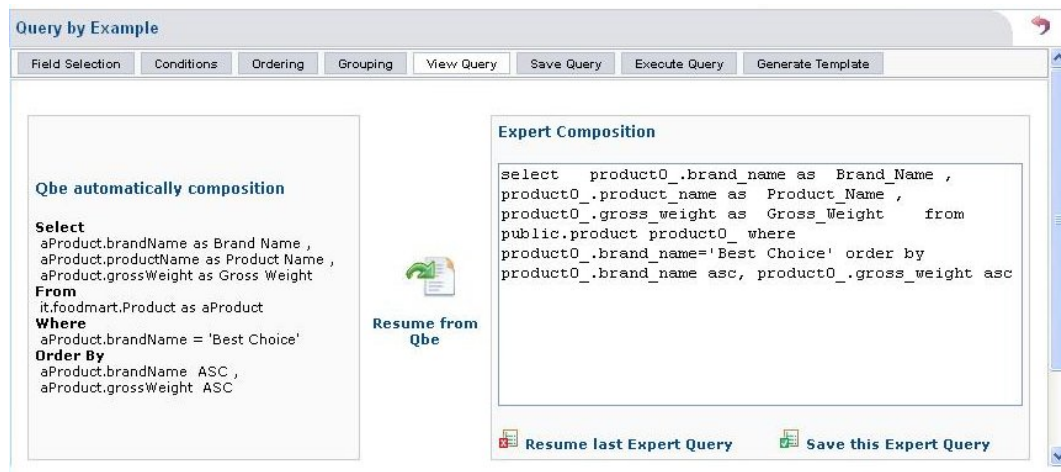 Query by Example
Field Selection
Conditions
Ordering
Grouping
View Query
Save Query
Execute Query
Generate Template
Qbe automatically composition
Select
aProduct.brandName as Brand Name ,
aProduct.productName as Product Name ,
aProduct.grossWeight as Gross Weight
From
it.foodmart.Product as aProduct
Where
aProduct.brandName = 'Best Choice'
Order By
aProduct.brandName ASC ,
aProduct.grossWeight ASC
Resume from
Qbe
Expert Composition
select product0_.brand_name as Brand_Name ,
product0_.product_name as Product_Name ,
product0_.gross_weight as Gross_Weight from
public.product product0_ where
product0_.brand_name='Best Choice' order by
product0_.brand_name asc, product0_.gross_weight asc
Resume last Expert Query
Save this Expert Query